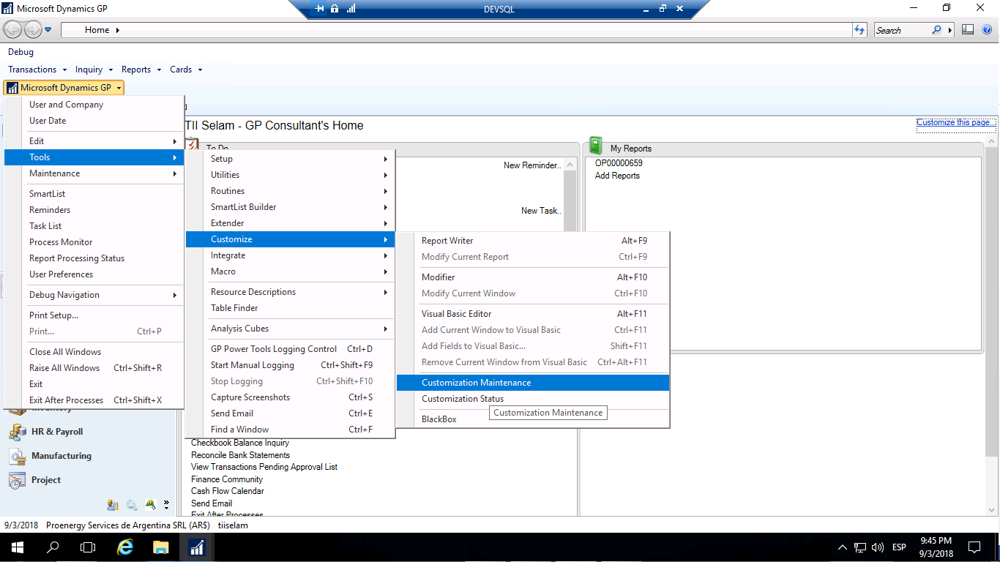 Microsoft Dynamics GP
DEVSQL
Home
Search
Debug
Transactions
Inquiry
Reports
Cards
Microsoft Dynamics GP
User and Company
User Date
Edit
Tools
Maintenance
SmartList
Reminders
Task List
Process Monitor
Report Processing Status
User Preferences
Debug Navigation
Print Setup...
Print... Ctrl+P
Close All Windows
Raise All Windows Ctrl+Shift+R
Exit
Exit After Processes Ctrl+Shift+X
TII Selam - GP Consultant's Home
Customize this page...
To Do
New Reminder..
New Task..
My Reports
OP00000659
Add Reports
Setup
Utilities
Routines
SmartList Builder
Extender
Customize
Integrate
Macro
Resource Descriptions
Table Finder
Analysis Cubes
GP Power Tools Logging Control Ctrl+D
Start Manual Logging Ctrl+Shift+F9
Stop Logging Ctrl+Shift+F10
Capture Screenshots Ctrl+S
Send Email Ctrl+E
Find a Window Ctrl+F
Report Writer Alt+F9
Modify Current Report Ctrl+F9
Modifier Alt+F10
Modify Current Window Ctrl+F10
Visual Basic Editor Alt+F11
Add Current Window to Visual Basic Ctrl+F11
Add Fields to Visual Basic... Shift+F11
Remove Current Window from Visual Basic Ctrl+Alt+F11
Customization Maintenance
Customization Status
Customization Maintenance
BlackBox
Inventory
HR & Payroll
Manufacturing
Project
Checkbook Balance Inquiry
Reconcile Bank Statements
View Transactions Pending Approval List
Finance Community
Cash Flow Calendar
Send Email
Exit After Processes
9/3/2018 Proenergy Services de Argentina SRL (AR$) tiiselam
ESP
9:45 PM
9/3/2018